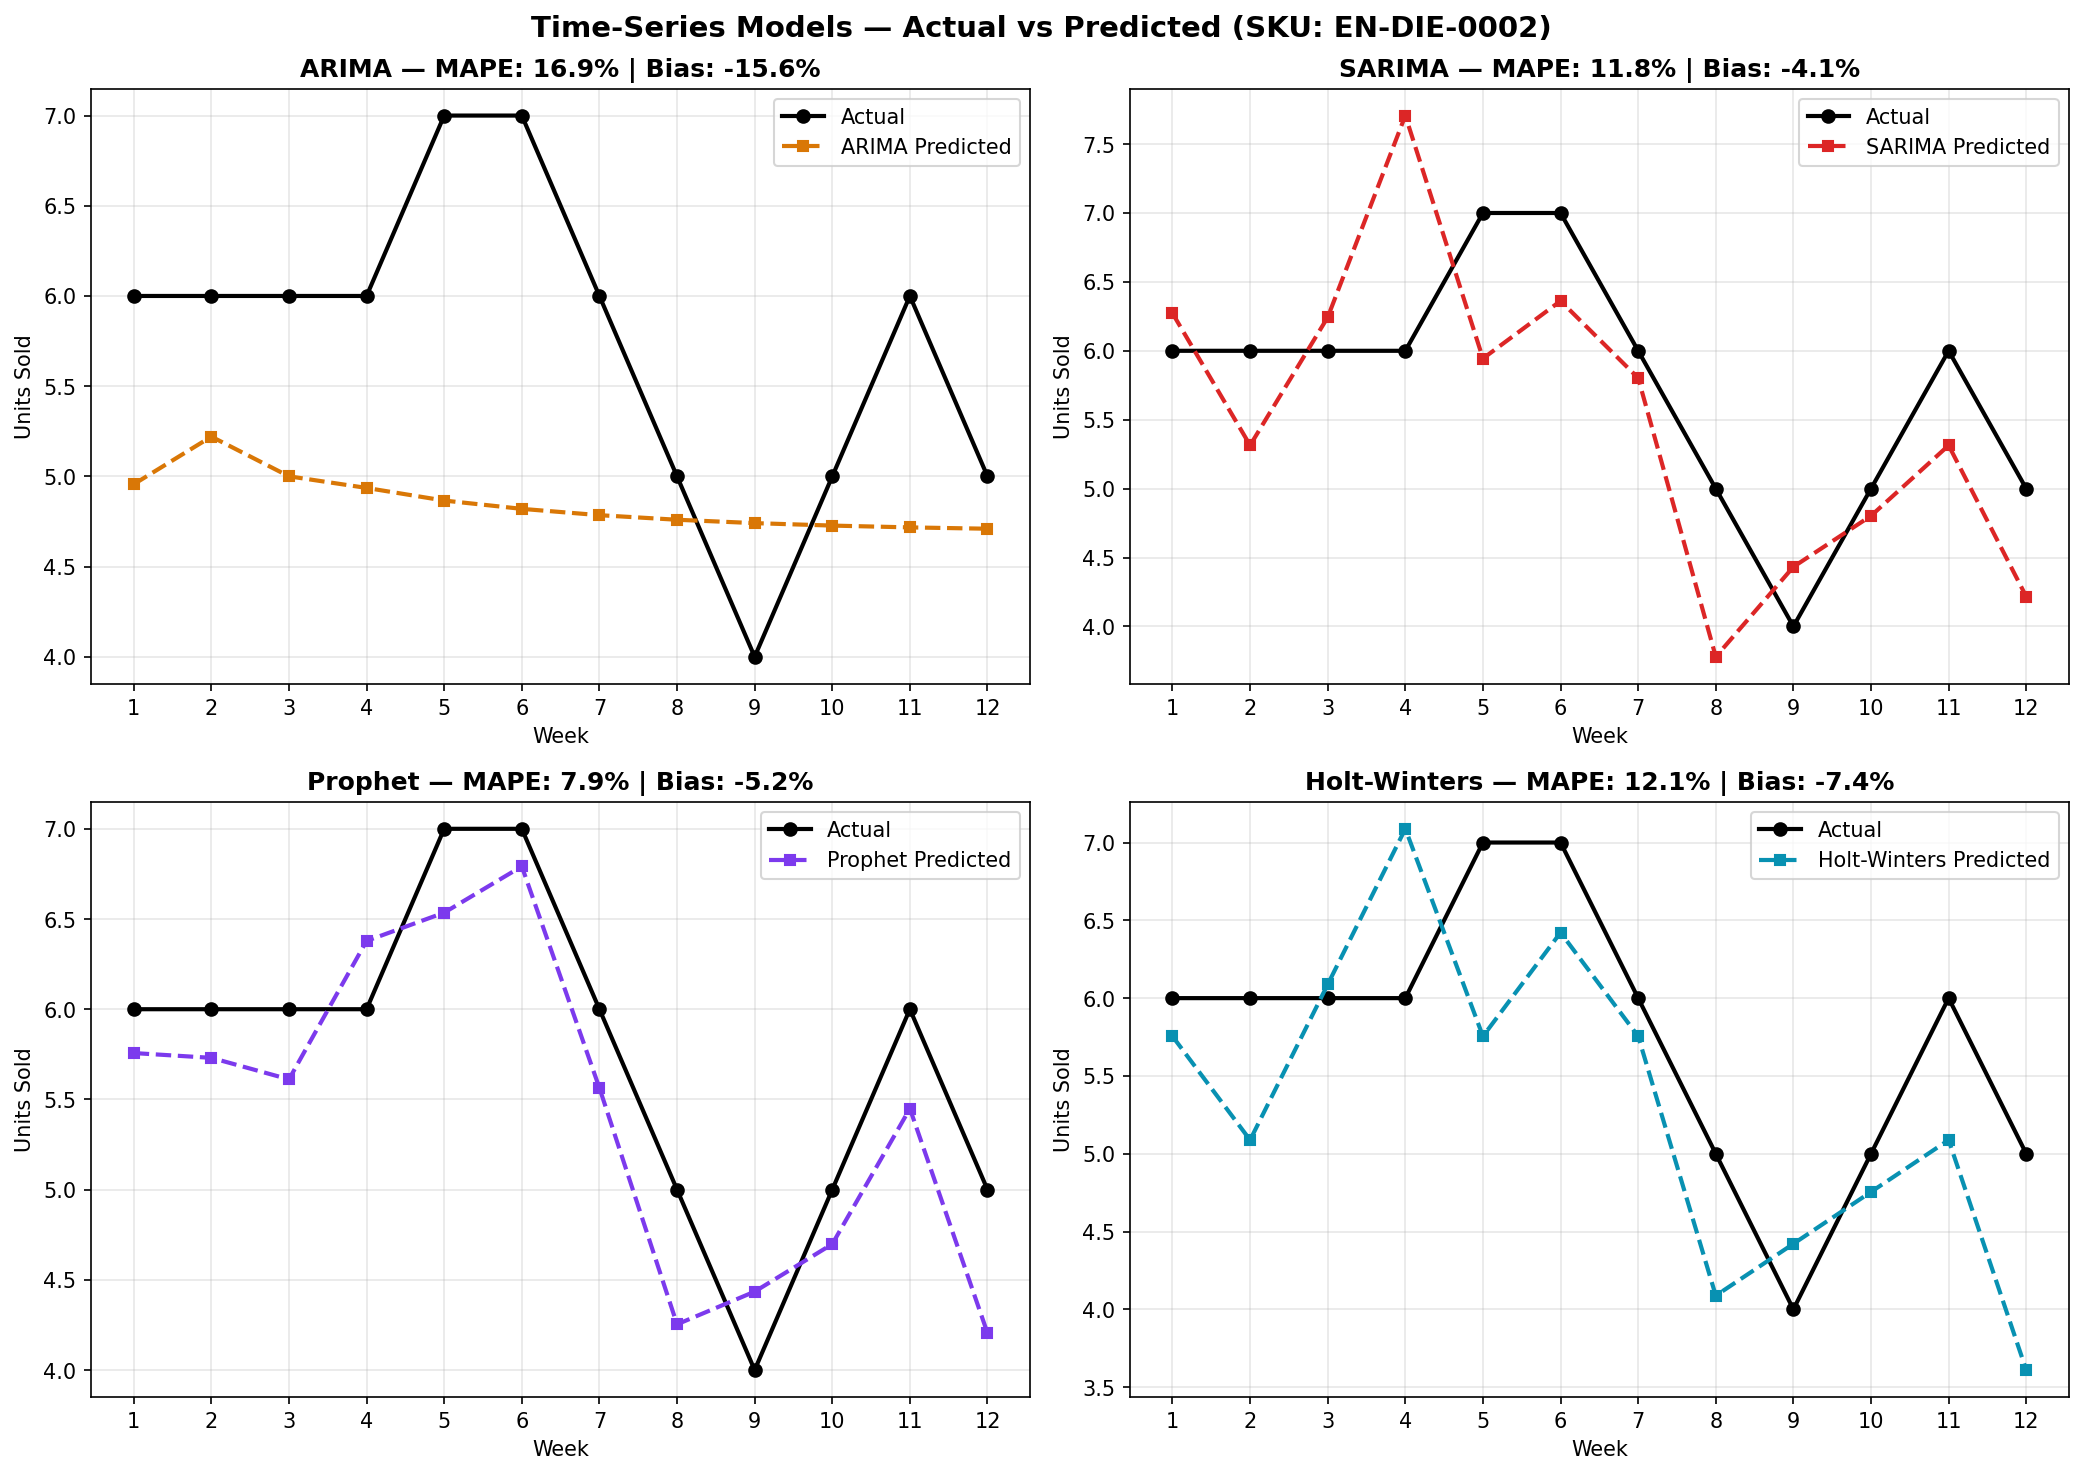 Time-Series Models — Actual vs Predicted (SKU: EN-DIE-0002)
ARIMA — MAPE: 16.9% | Bias: -15.6%
Actual
ARIMA Predicted
7.0
6.5
6.0
5.5
5.0
4.5
4.0
Units Sold
1 2 3 4 5 6 7 8 9 10 11 12
Week
SARIMA — MAPE: 11.8% | Bias: -4.1%
Actual
SARIMA Predicted
7.5
7.0
6.5
6.0
5.5
5.0
4.5
4.0
Units Sold
1 2 3 4 5 6 7 8 9 10 11 12
Week
Prophet — MAPE: 7.9% | Bias: -5.2%
Actual
Prophet Predicted
7.0
6.5
6.0
5.5
5.0
4.5
4.0
Units Sold
1 2 3 4 5 6 7 8 9 10 11 12
Week
Holt-Winters — MAPE: 12.1% | Bias: -7.4%
Actual
Holt-Winters Predicted
7.0
6.5
6.0
5.5
5.0
4.5
4.0
3.5
Units Sold
1 2 3 4 5 6 7 8 9 10 11 12
Week